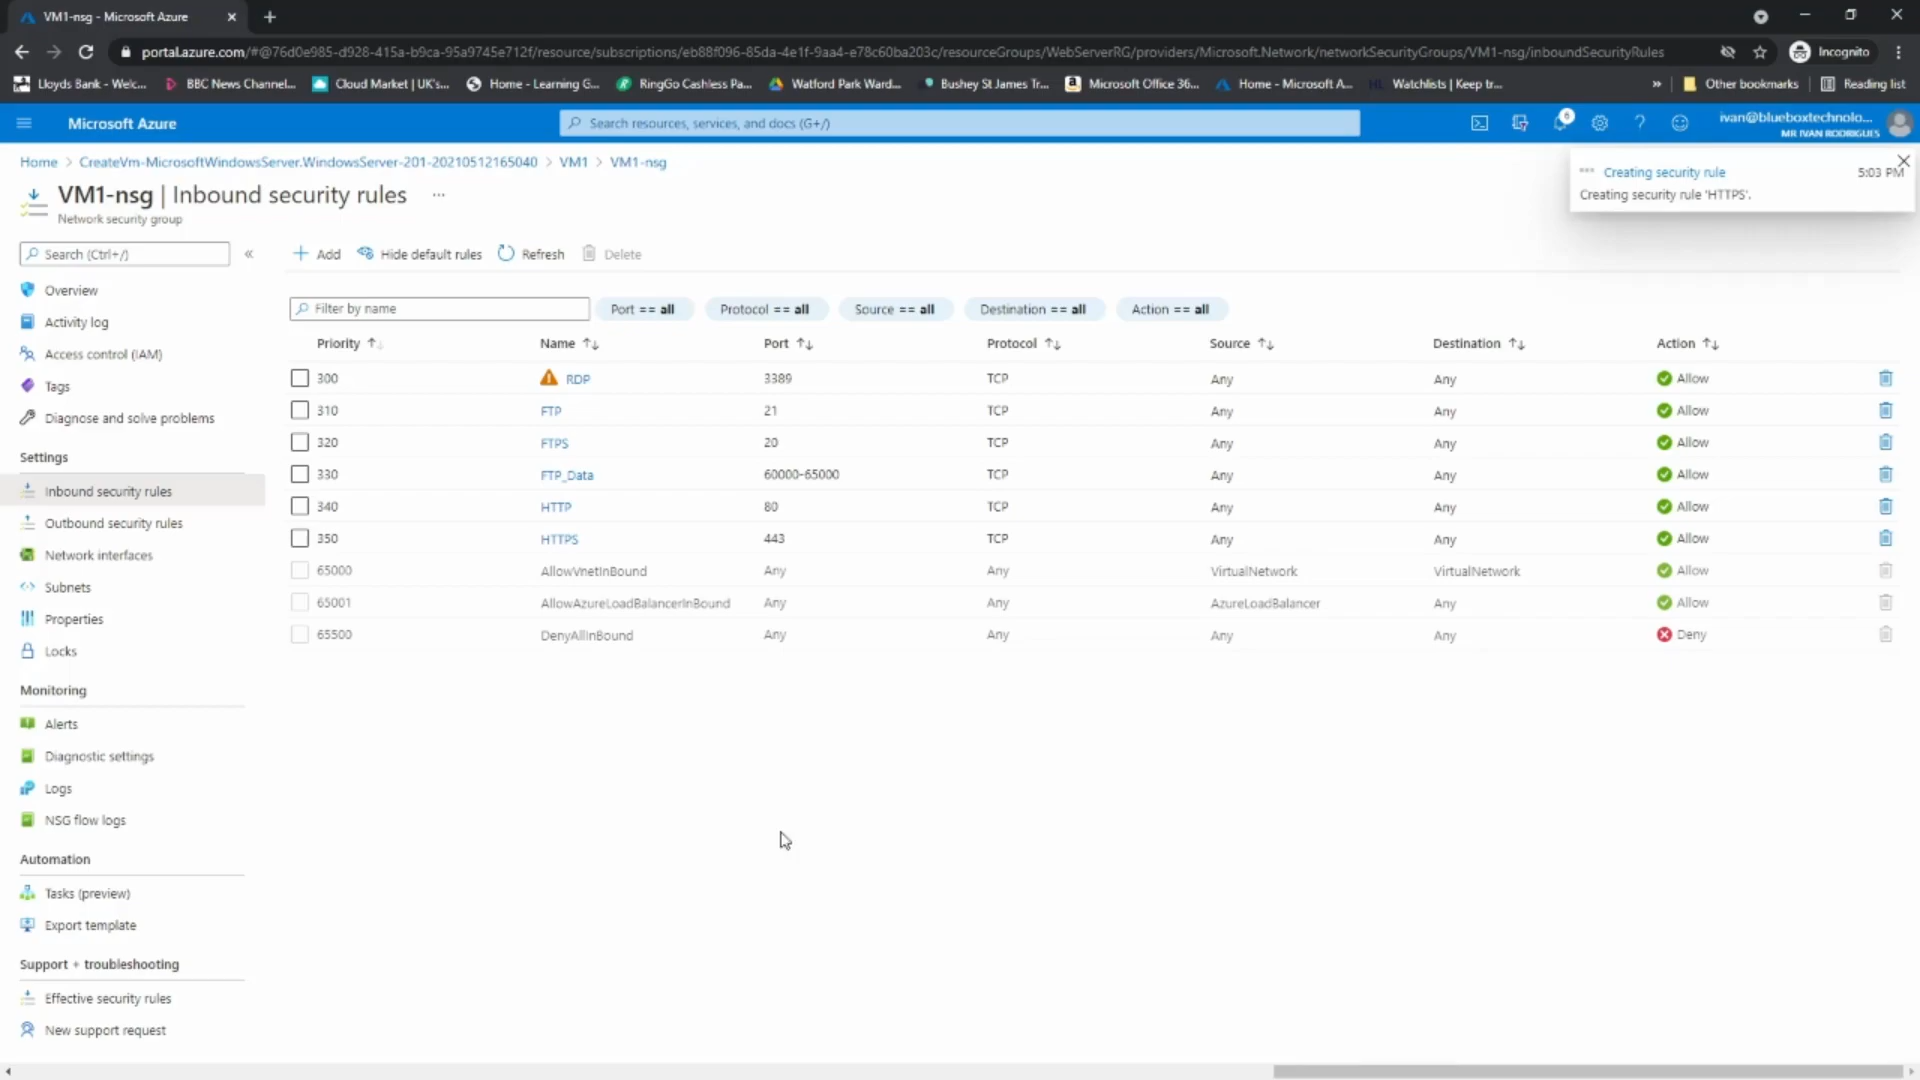 VM1-nsg - Microsoft Azure
portal.azure.com/#@76d0e985-d928-415a-b9ca-95a9745e712f/resource/subscriptions/eb88f096-85da-4e1f-9aa4-e78c60ba203c/resourceGroups/WebServerRG/providers/Microsoft.Network/networkSecurityGroups/VM1-nsg/inboundSecurityRules
Incognito
Lloyds Bank - Welc... BBC News Channel... Cloud Market | UK's... Home - Learning G... RingGo Cashless Pa... Watford Park Ward... Bushey St James Tr... Microsoft Office 36... Home - Microsoft A... HL Watchlists | Keep tr... » Other bookmarks Reading list
Microsoft Azure
Search resources, services, and docs (G+/)
6
ivan@blueboxtechnolo...
MR IVAN RODRIGUES
Home > CreateVm-MicrosoftWindowsServer.WindowsServer-201-20210512165040 > VM1 > VM1-nsg
Creating security rule 5:03 PM
Creating security rule 'HTTPS'.
VM1-nsg | Inbound security rules ...
Network security group
Search (Ctrl+/) «
Add Hide default rules Refresh Delete
Overview
Activity log
Access control (IAM)
Tags
Diagnose and solve problems
Settings
Inbound security rules
Outbound security rules
Network interfaces
Subnets
Properties
Locks
Monitoring
Alerts
Diagnostic settings
Logs
NSG flow logs
Automation
Tasks (preview)
Export template
Support + troubleshooting
Effective security rules
New support request
Filter by name Port == all Protocol == all Source == all Destination == all Action == all
Priority Name Port Protocol Source Destination Action
300 RDP 3389 TCP Any Any Allow
310 FTP 21 TCP Any Any Allow
320 FTPS 20 TCP Any Any Allow
330 FTP_Data 60000-65000 TCP Any Any Allow
340 HTTP 80 TCP Any Any Allow
350 HTTPS 443 TCP Any Any Allow
65000 AllowVnetInBound Any Any VirtualNetwork VirtualNetwork Allow
65001 AllowAzureLoadBalancerInBound Any Any AzureLoadBalancer Any Allow
65500 DenyAllInBound Any Any Any Any Deny